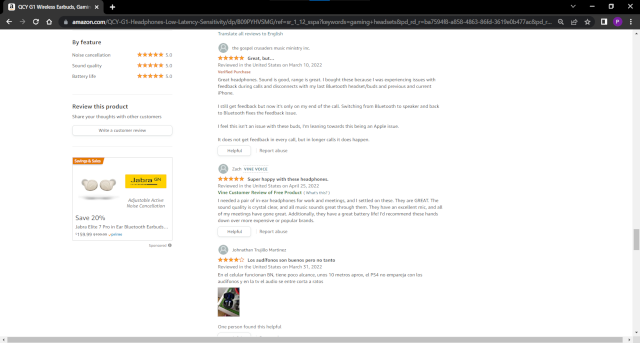 QCY G1 Wireless Earbuds, Gaming
amazon.com/QCY-G1-Headphones-Low-Latency-Sensitivity/dp/B09PYHVSMG/ref=
Translate all reviews to English
By feature
Noise cancellation 5.0
Sound quality 5.0
Battery life 5.0
Review this product
Share your thoughts with other customers
Write a customer review
Savings & Sales
Jabra GN
Adjustable Active
Noise Cancellation
Save 20%
Jabra Elite 7 Pro in Ear Bluetooth Earbuds...
Sponsored
the gospel crusaders music ministry inc.
Great, but...
Reviewed in the United States on March 10, 2022
Verified Purchase
Great headphones. Sound is good, range is great. I bought these because I was experiencing issues with
feedback during calls and disconnects with my last Bluetooth headset/buds and previous and current
iPhone.
I still get feedback but now it's only on my end of the call. Switching from Bluetooth to speaker and back
to Bluetooth fixes the feedback issue.
I feel this isn't an issue with these buds, I'm leaning towards this being an Apple issue.
It does not get feedback in every call, but in longer calls it does happen.
Helpful
Report abuse
Zach VINE VOICE
Super happy with these headphones.
Reviewed in the United States on April 25, 2022
Vine Customer Review of Free Product (What's this?)
I needed a pair of in-ear headphones for work and meetings, and I settled on these. They are GREAT. The
sound quality is crystal clear, and all music sounds great through them. They have an excellent mic, and all
of my meetings have gone great. Additionally, they have a great battery life! I'd recommend these hands
down over more expensive or popular brands.
Helpful
Report abuse
Johnathan Trujillo Martinez
Los audífonos son buenos pero no tanto
Reviewed in the United States on March 31, 2022
En el celular funcionan BN, tiene poco alcance, unos 10 metros aprox, el PS4 no empareja con los
audífonos y en la tv el audio se entre corta a ratos
One person found this helpful